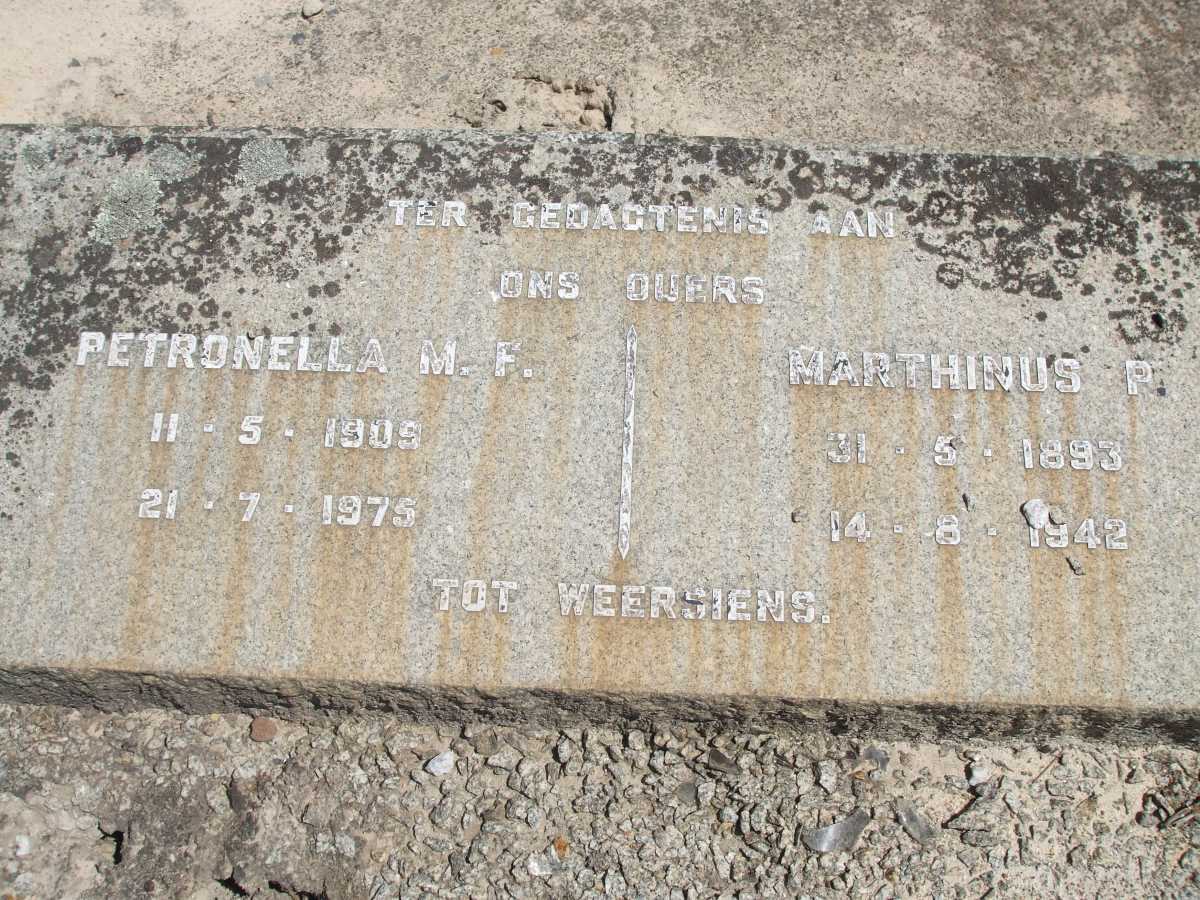 TER GEDAGTENIS AAN
ONS OUERS
PETRONELLA M. F.
11 · 5 · 1909
21 · 7 · 1975
MARTHINUS P.
31 · 5 · 1893
14 · 8 · 1942
TOT WEERSIENS.